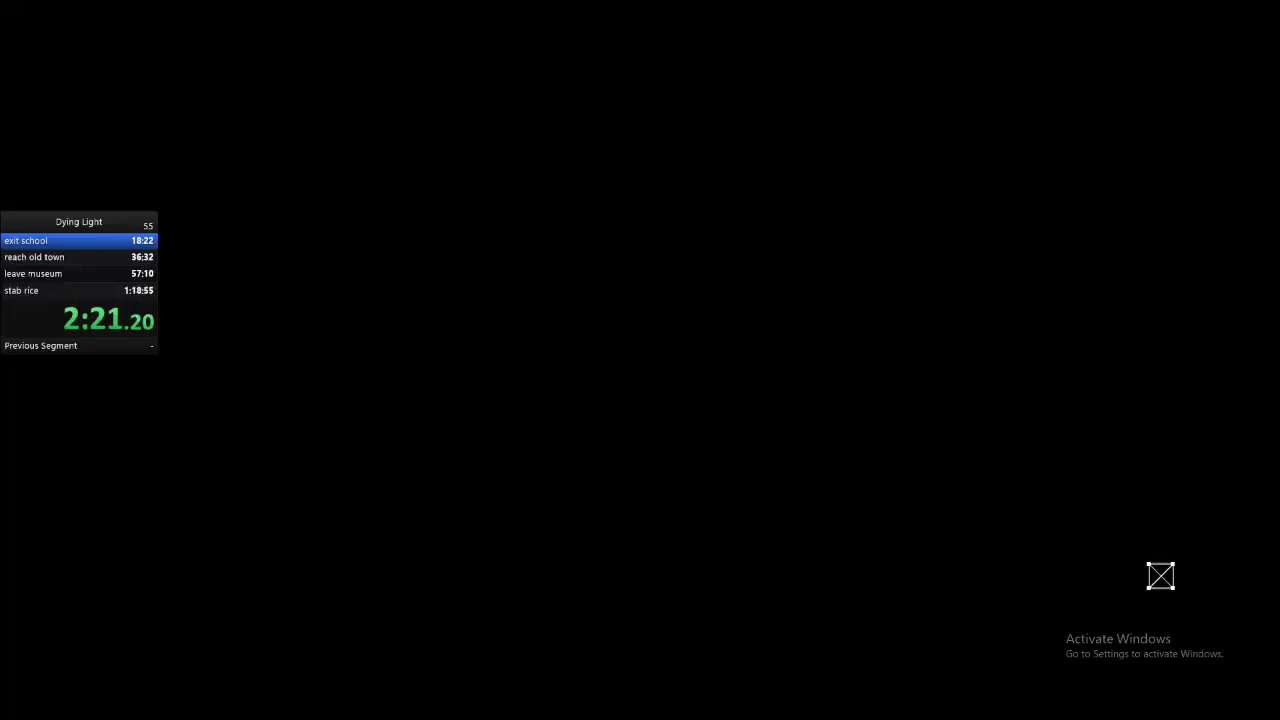 Dying Light
55
exit school 18:22
reach old town 36:32
leave museum 57:10
stab rice 1:18:55
2:21.20
Previous Segment -
Activate Windows
Go to Settings to activate Windows.